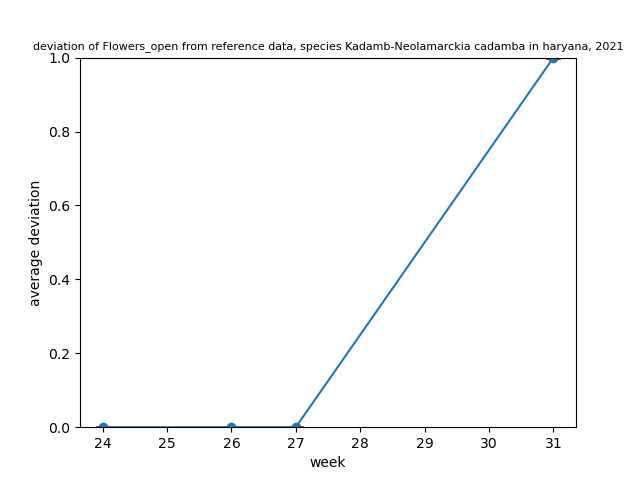 deviation of Flowers_open from reference data, species Kadamb-Neolamarckia cadamba in haryana, 2021
1.0
0.8
0.6
0.4
0.2
0.0
average deviation
24 25 26 27 28 29 30 31
week